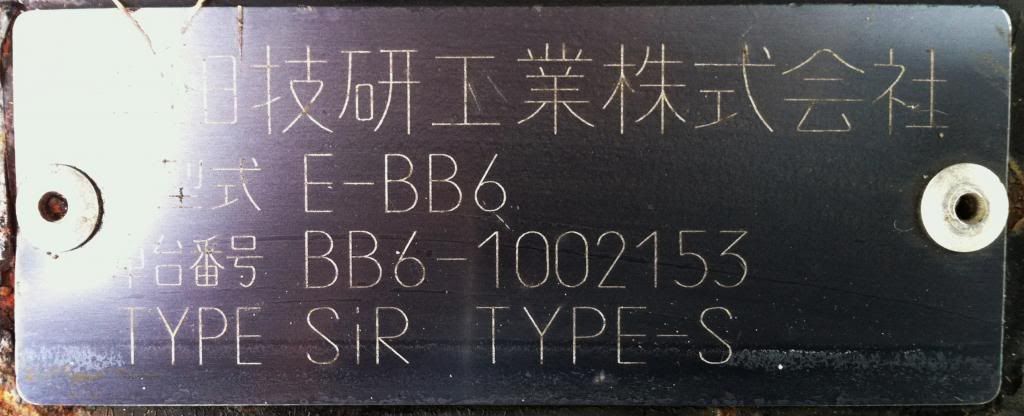 田技研工業株式会社
型式 E-BB6
車台番号 BB6-1002153
TYPE SiR TYPE-S